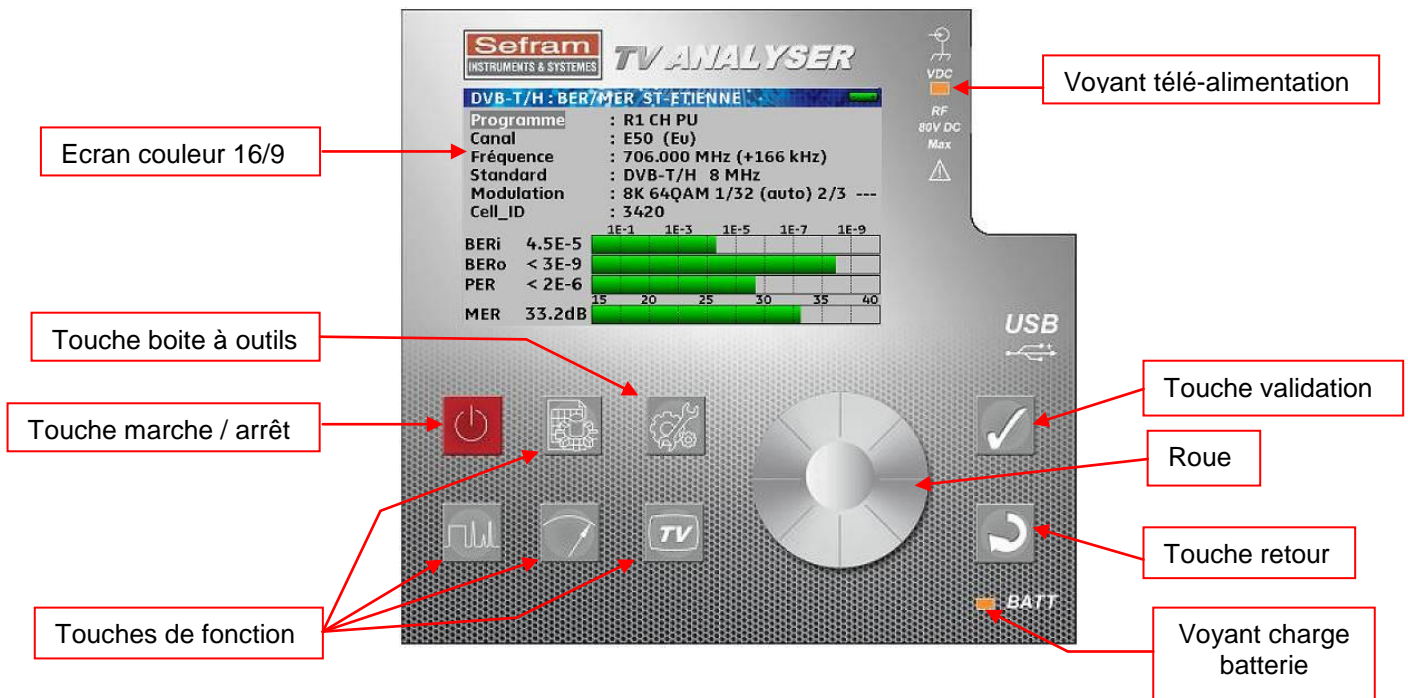 Sefram
INSTRUMENTS & SYSTEMES
TV ANALYSER
VDC
RF
80V DC
Max
Voyant télé-alimentation
DVB-T/H : BER/MER ST-ETIENNE
Programme : R1 CH PU
Canal : E50 (Eu)
Fréquence : 706.000 MHz (+166 kHz)
Standard : DVB-T/H 8 MHz
Modulation : 8K 64QAM 1/32 (auto) 2/3 ---
Cell_ID : 3420
1E-1 1E-3 1E-5 1E-7 1E-9
BERi 4.5E-5
BERo < 3E-9
PER < 2E-6
15 20 25 30 35 40
MER 33.2dB
Ecran couleur 16/9
USB
Touche boite à outils
Touche validation
Touche marche / arrêt
Roue
TV
Touche retour
BATT
Touches de fonction
Voyant charge
batterie